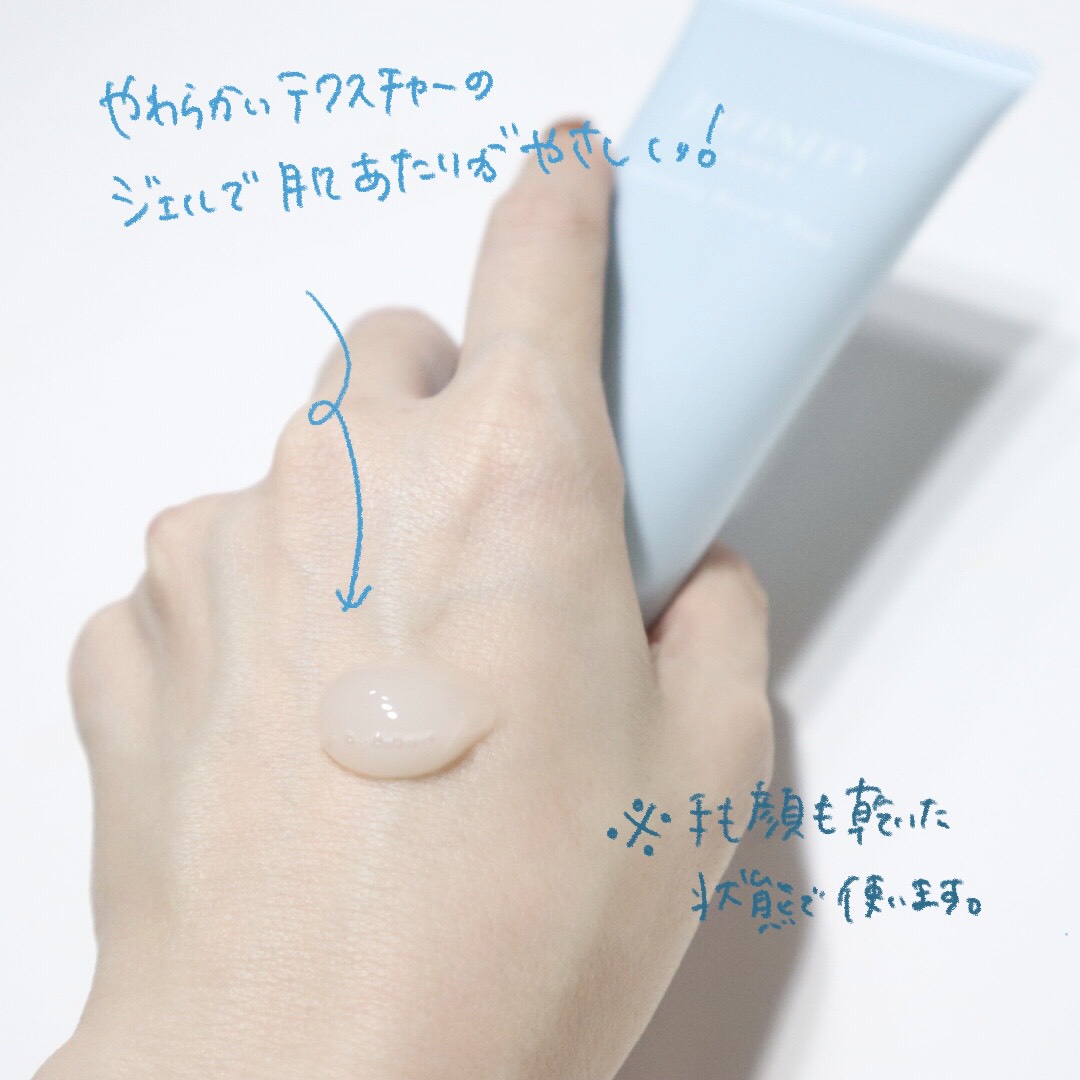 やわらかいテクスチャーの
ジェルで肌あたりがやさしいッ!
※手も顔も乾いた
状態で使います。